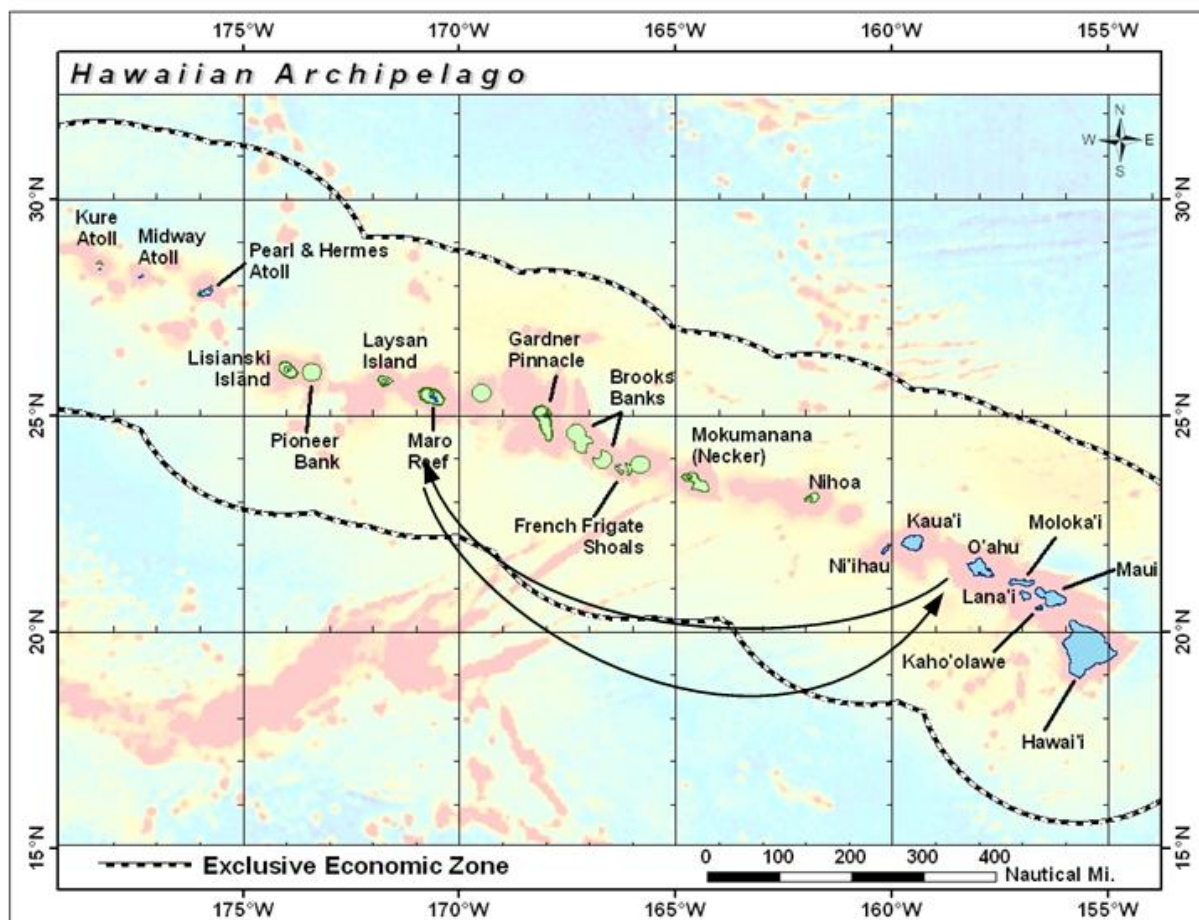 175°W 170°W 165°W 160°W 155°W
Hawaiian Archipelago
N
W E
S
30°N 30°N
Kure
Atoll
Midway
Atoll
Pearl & Hermes
Atoll
Lisianski
Island
Pioneer
Bank
Laysan
Island
Maro
Reef
Gardner
Pinnacle
Brooks
Banks
French Frigate
Shoals
Mokumanana
(Necker)
Nihoa
25°N 25°N
Kaua'i
Ni'ihau
O'ahu
Moloka'i
Lana'i
Maui
Kaho'olawe
Hawai'i
20°N 20°N
15°N 15°N
Exclusive Economic Zone
0 100 200 300 400
Nautical Mi.
175°W 170°W 165°W 160°W 155°W